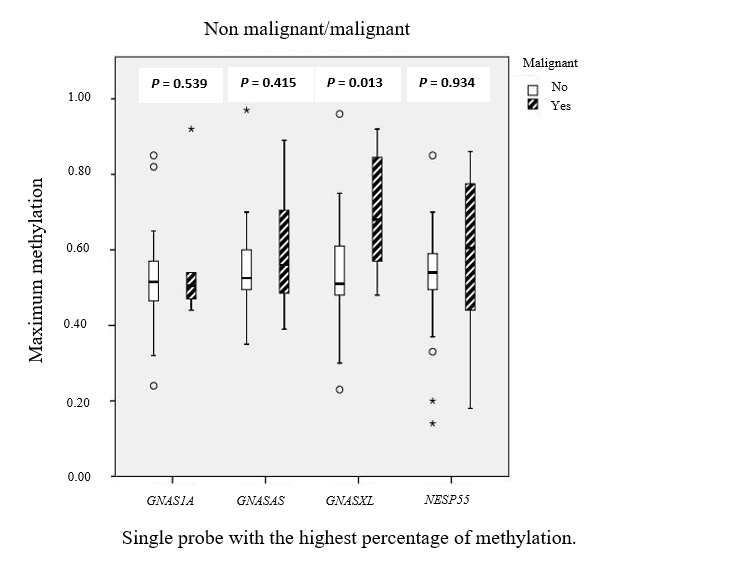 Non malignant/malignant
Malignant
No
Yes
P = 0.539 P = 0.415 P = 0.013 P = 0.934
Maximum methylation
1.00
0.80
0.60
0.40
0.20
0.00
GNAS1A GNASAS GNASXL NESP55
Single probe with the highest percentage of methylation.